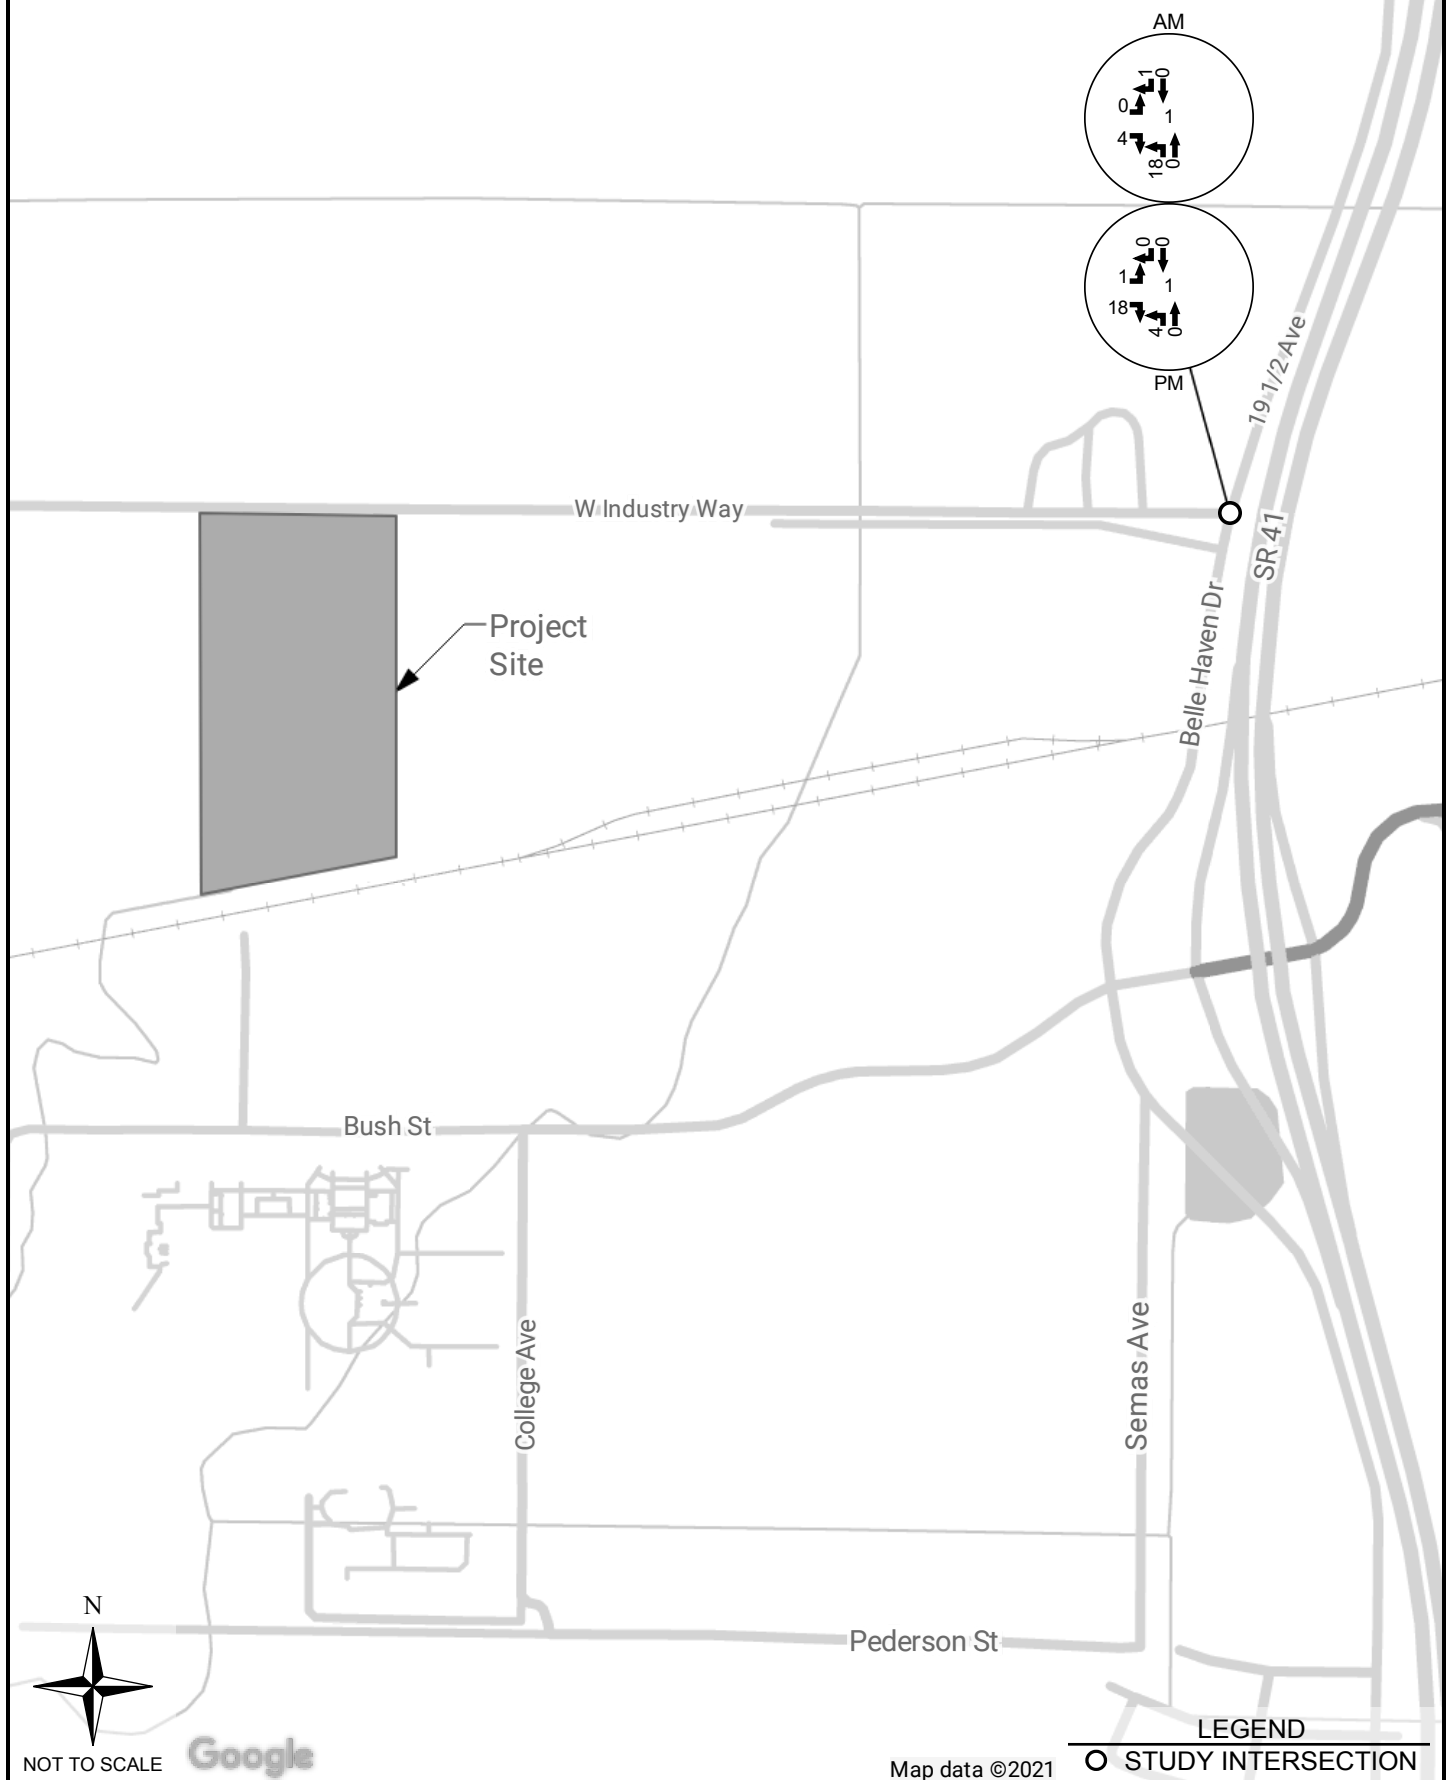 AM
1 0
0
1
4
18 0
0 0
1
1
18
4 0
PM
19 1/2 Ave
W Industry Way
SR 41
Belle Haven Dr
Project
Site
Bush St
College Ave
Semas Ave
N
Pederson St
NOT TO SCALE
Google
Map data ©2021
LEGEND
STUDY INTERSECTION